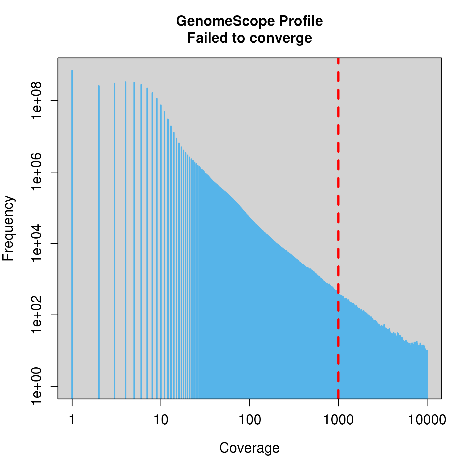 GenomeScope Profile
Failed to converge
Frequency
1e+08
1e+06
1e+04
1e+02
1e+00
1 10 100 1000 10000
Coverage